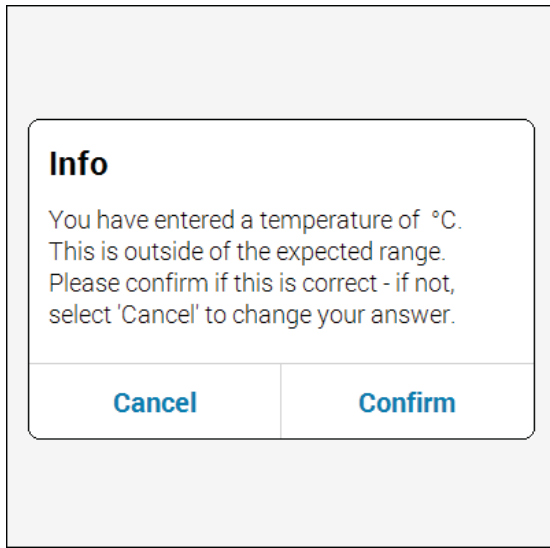 Info
You have entered a temperature of  °C.
This is outside of the expected range.
Please confirm if this is correct - if not,
select 'Cancel' to change your answer.
Cancel
Confirm